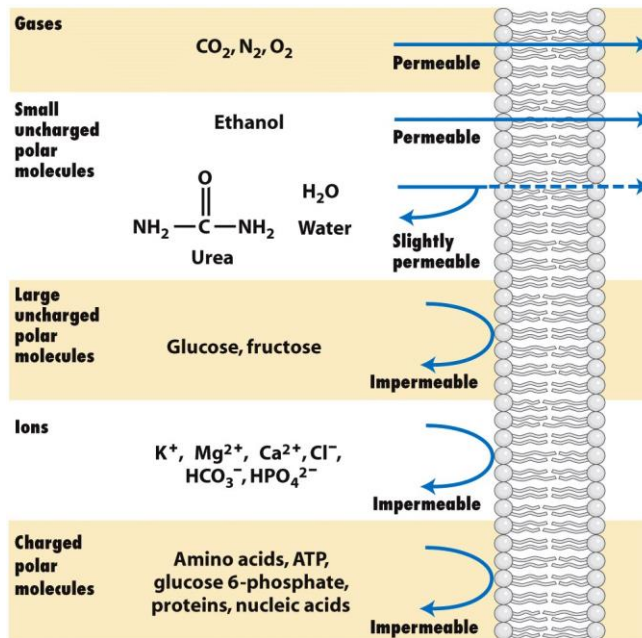 Gases
CO₂, N₂, O₂
Permeable
Small
uncharged
polar
molecules
Ethanol
Permeable
O
NH₂ — C — NH₂
Urea
H₂O
Water
Slightly
permeable
Large
uncharged
polar
molecules
Glucose, fructose
Impermeable
Ions
K⁺, Mg²⁺, Ca²⁺, Cl⁻,
HCO₃⁻, HPO₄²⁻
Impermeable
Charged
polar
molecules
Amino acids, ATP,
glucose 6-phosphate,
proteins, nucleic acids
Impermeable